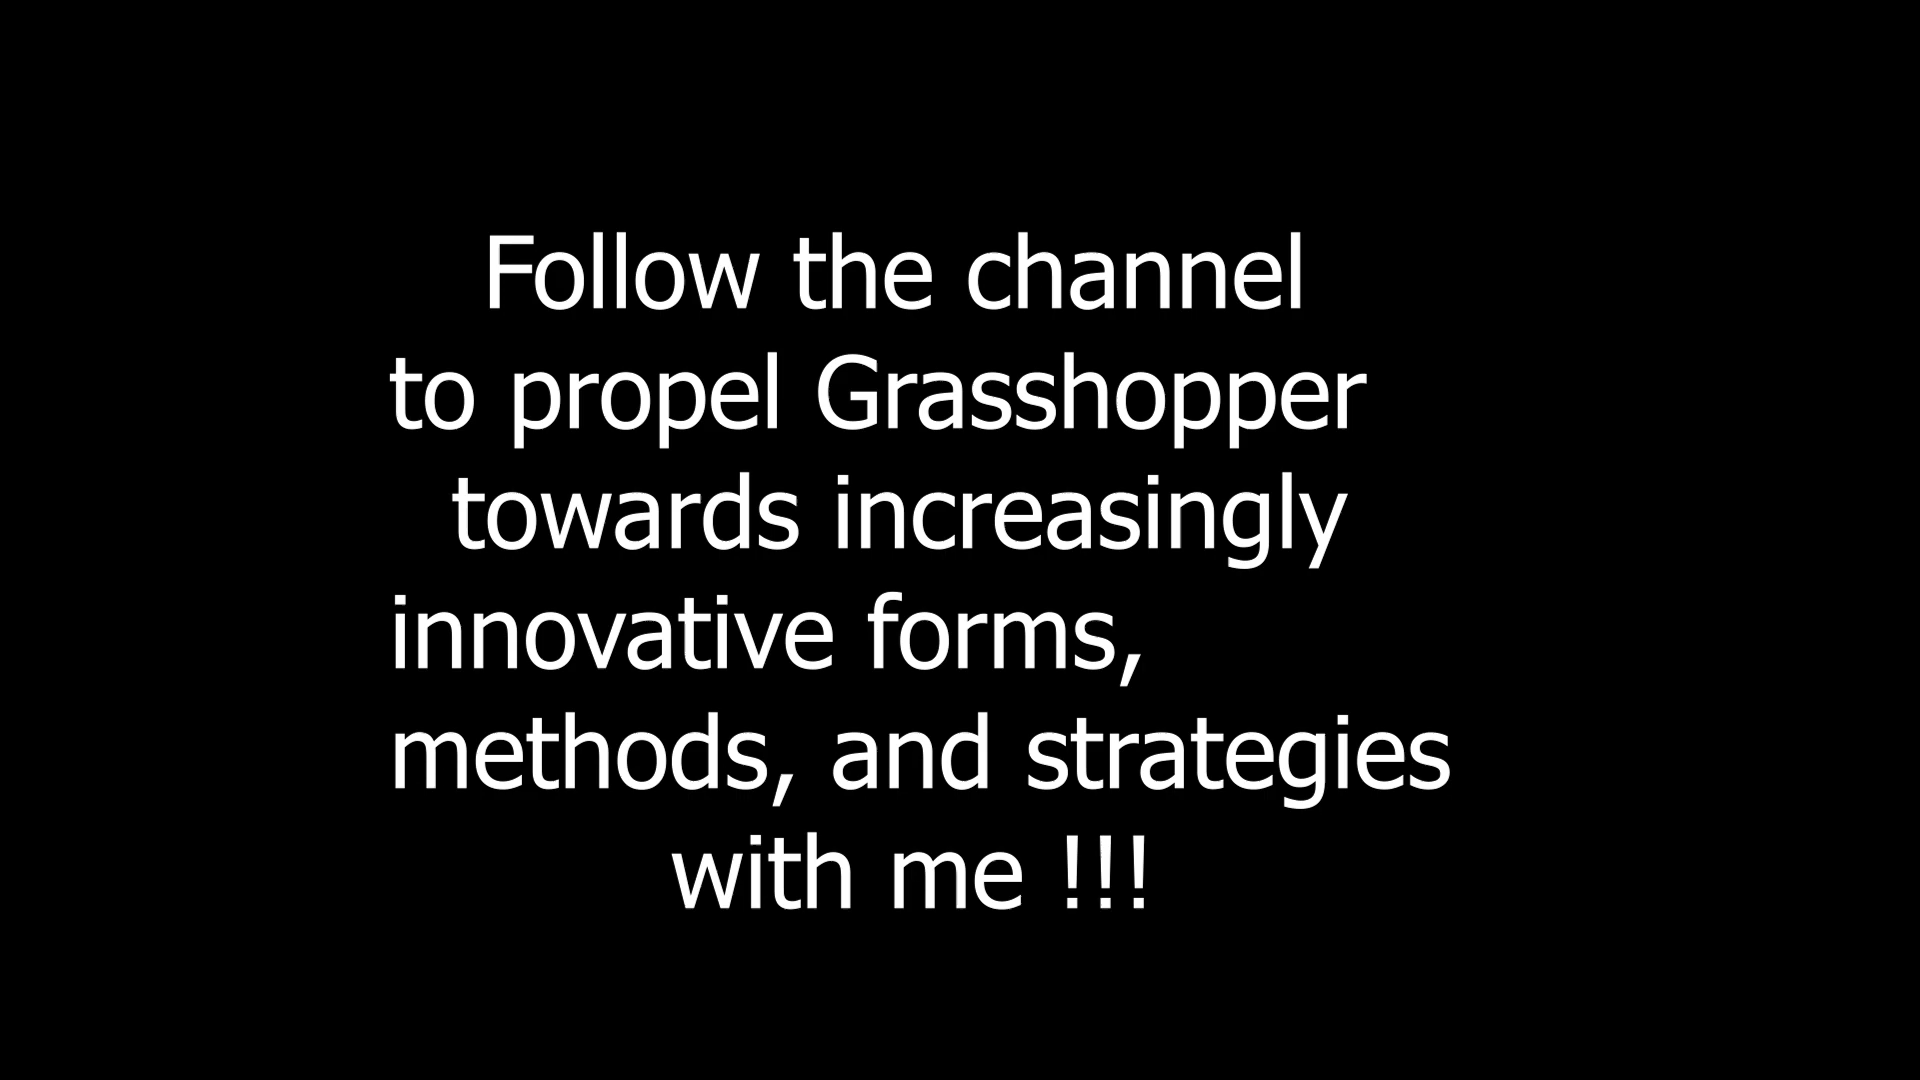 Follow the channel
to propel Grasshopper
towards increasingly
innovative forms,
methods, and strategies
with me !!!